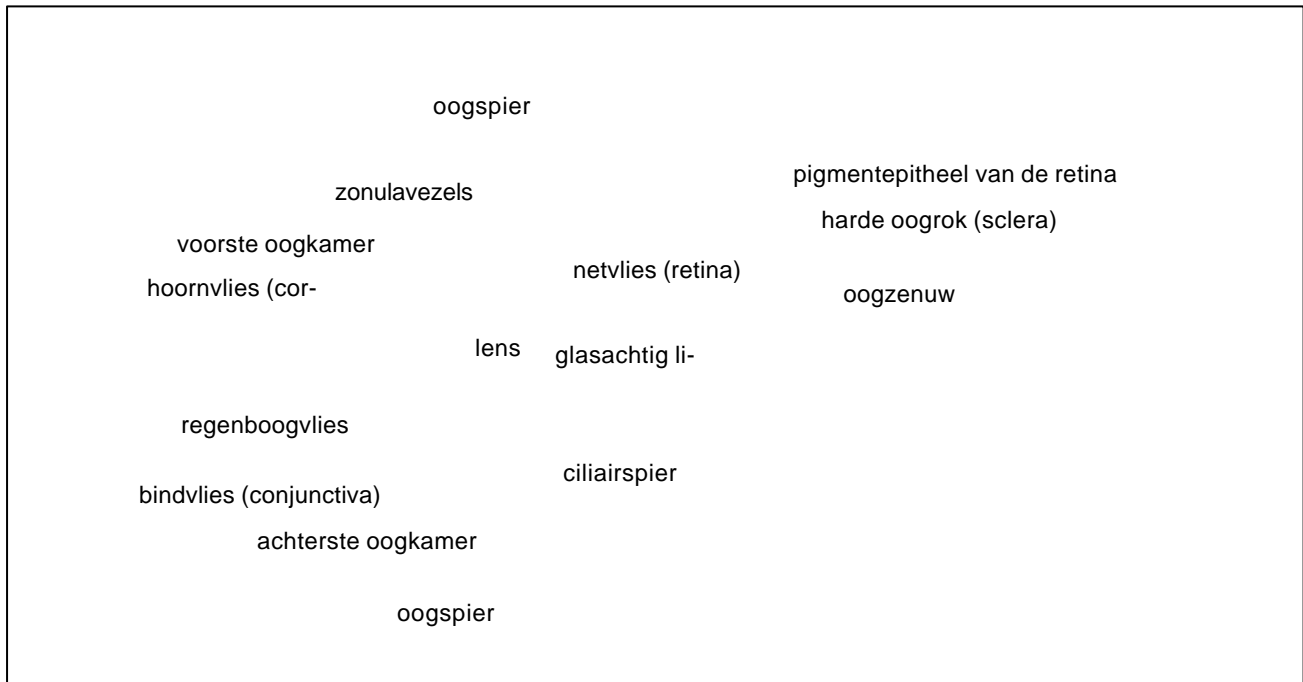 oogspier
pigmentepitheel van de retina
zonulavezels
harde oogrok (sclera)
voorste oogkamer
netvlies (retina)
hoornvlies (cor-
oogzenuw
lens
glasachtig li-
regenboogvlies
ciliairspier
bindvlies (conjunctiva)
achterste oogkamer
oogspier